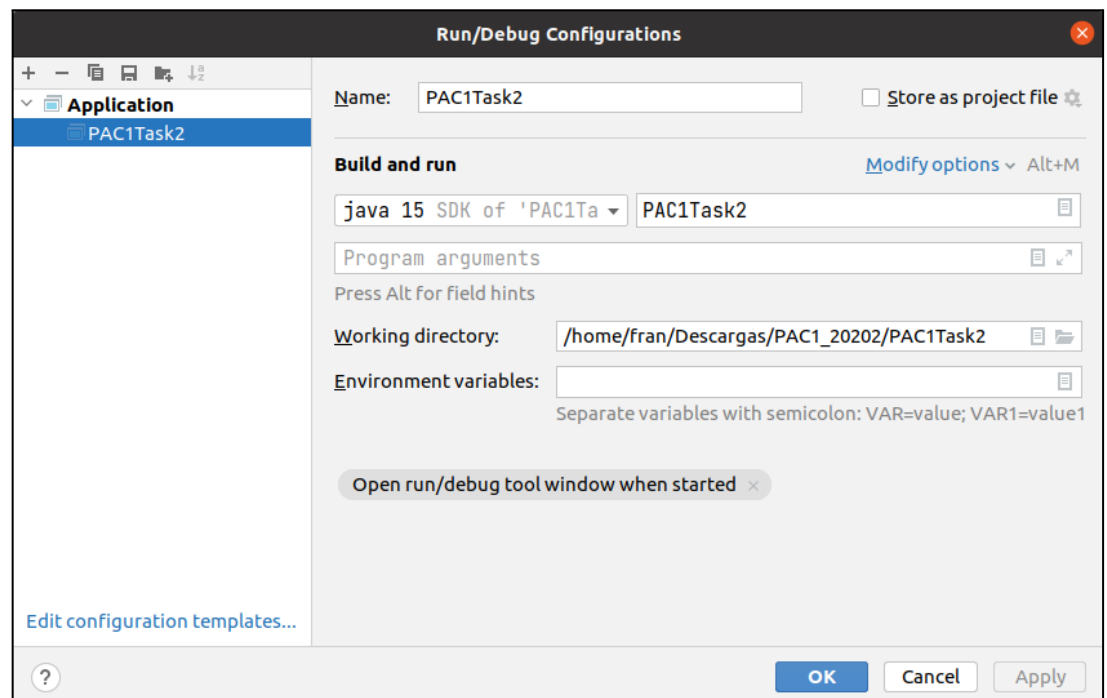 Run/Debug Configurations
Application
PAC1Task2
Edit configuration templates...
Name: PAC1Task2 Store as project file
Build and run Modify options Alt+M
java 15 SDK of 'PAC1Ta PAC1Task2
Program arguments
Press Alt for field hints
Working directory: /home/fran/Descargas/PAC1_20202/PAC1Task2
Environment variables:
Separate variables with semicolon: VAR=value; VAR1=value1
Open run/debug tool window when started ×
? OK Cancel Apply